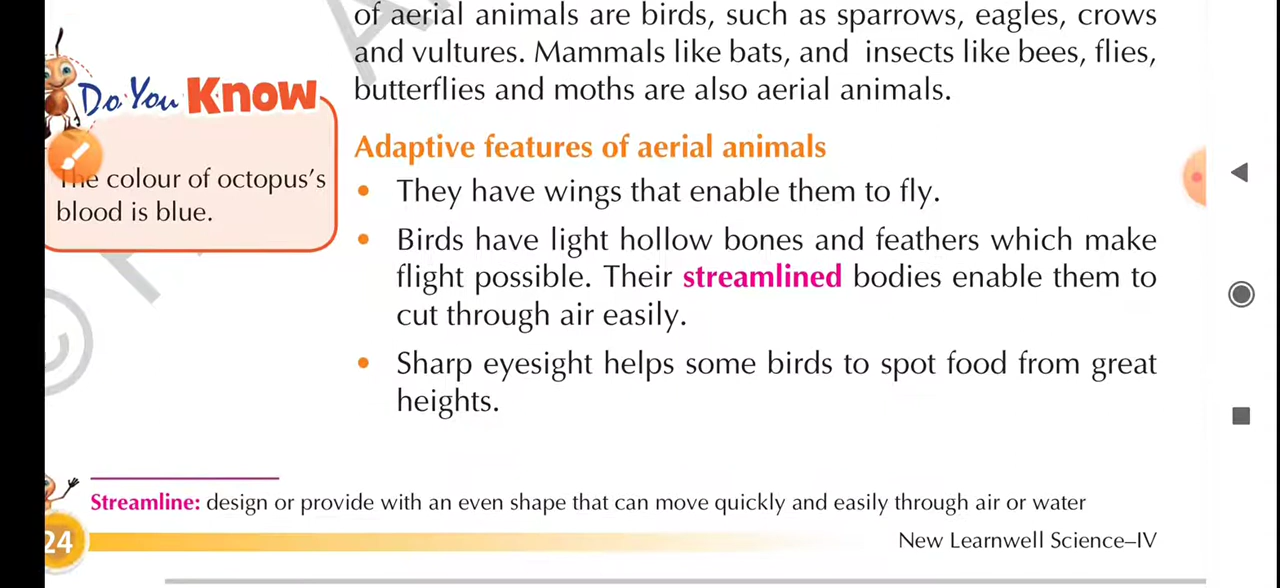 of aerial animals are birds, such as sparrows, eagles, crows
and vultures. Mammals like bats, and insects like bees, flies,
butterflies and moths are also aerial animals.
Do You Know
The colour of octopus's
blood is blue.
Adaptive features of aerial animals
• They have wings that enable them to fly.
• Birds have light hollow bones and feathers which make
flight possible. Their streamlined bodies enable them to
cut through air easily.
• Sharp eyesight helps some birds to spot food from great
heights.
Streamline: design or provide with an even shape that can move quickly and easily through air or water
24
New Learnwell Science–IV